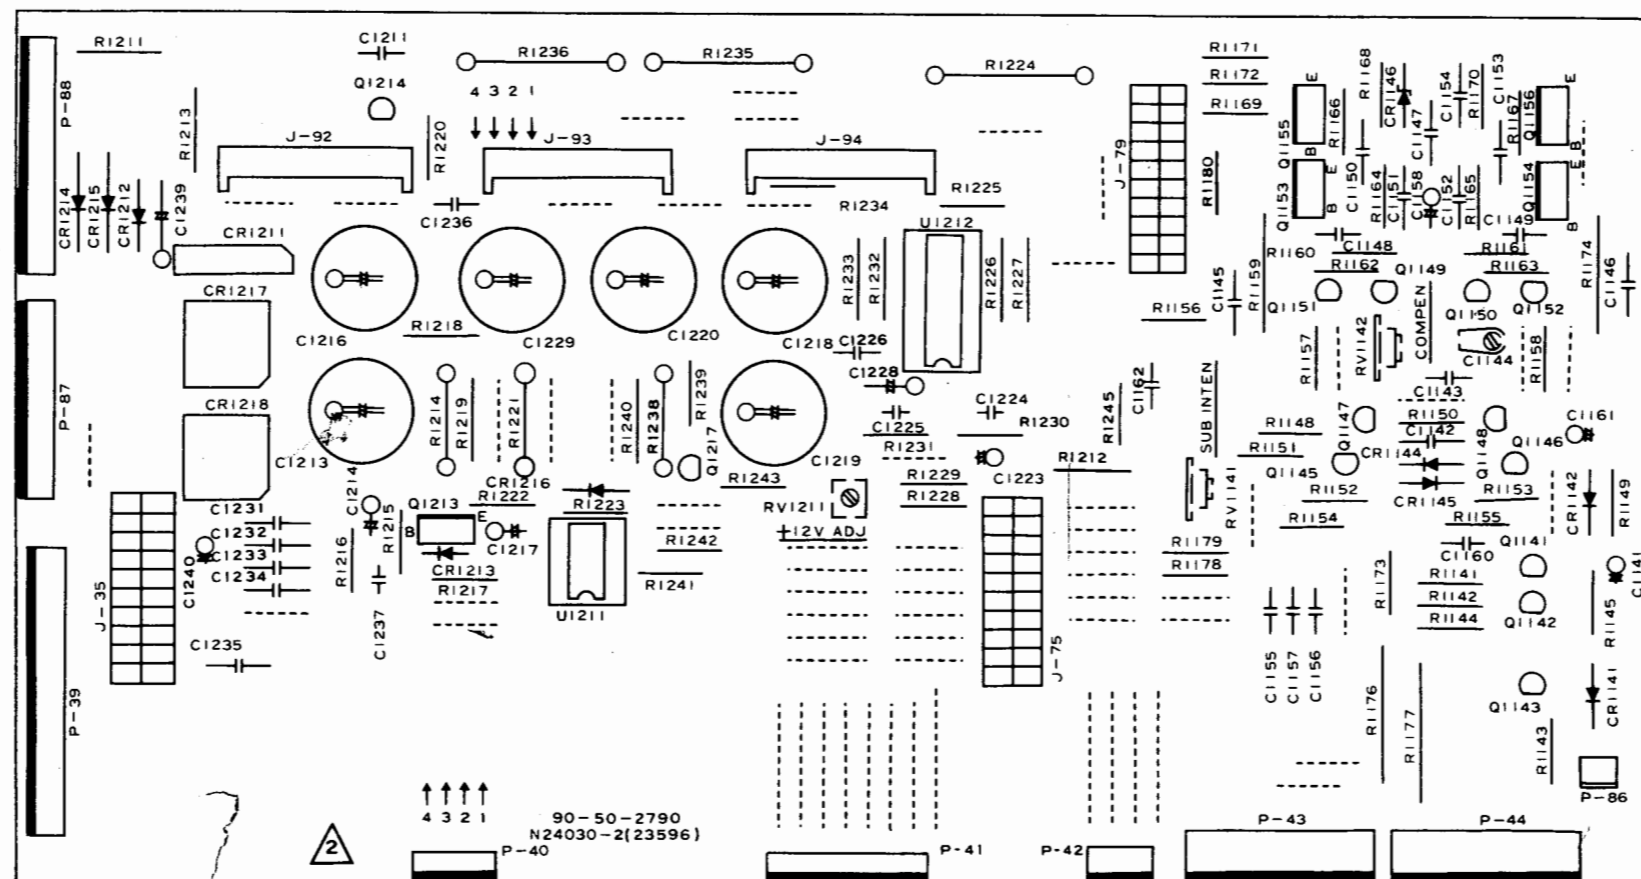 R1211
C1211
R1236
R1235
R1224
R1171
R1172
R1169
Q1214
4 3 2 1
P-88
R1213
R1220
J-92
J-93
J-94
J-79
R1180
E
Q1155
B
R1166
R1168
CR1146
C1147
C1154
R1170
C1153
R1167
Q1156
E
B
CR1214
CR1215
CR1212
C1239
C1236
R1234
R1225
U1212
Q1153
E
B
C1150
R1164
C1151
C1158
C1152
R1165
C1149
Q1154
E
B
CR1211
R1233
R1232
R1226
R1227
C1145
R1159
R1160
C1148
R1162
Q1149
R1161
R1163
R1174
C1146
CR1217
C1216
R1218
C1229
C1220
C1218
C1226
R1156
Q1151
Q1150
Q1152
R1157
RV1142
COMPEN
C1144
R1158
P-87
CR1218
C1213
R1214
R1219
R1221
R1240
R1238
R1239
Q1217
C1228
C1225
C1224
R1231
R1230
R1245
C1162
SUB INTEN
C1143
Q1147
R1148
R1151
R1150
C1142
Q1148
Q1146
C1161
C1219
C1223
R1212
Q1145
CR1144
CR1145
C1214
CR1216
R1222
R1223
R1243
R1229
R1228
RV1211
+12V ADJ
RV1141
R1152
R1153
R1154
R1155
CR1142
R1149
C1231
C1232
C1233
C1234
C1240
R1216
R1215
Q1213
E
B
C1217
CR1213
R1217
C1237
U1211
R1242
R1241
R1179
R1178
C1160
Q1141
R1173
R1141
R1142
R1144
Q1142
C1141
R1145
J-35
C1235
J-75
C1155
C1157
C1156
R1176
R1177
Q1143
CR1141
R1143
P-39
P-86
4 3 2 1
90-50-2790
N24030-2(23596)
2
P-40
P-41
P-42
P-43
P-44